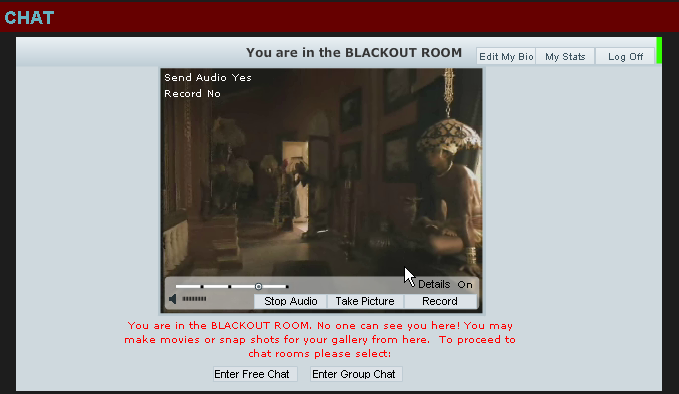 CHAT
You are in the BLACKOUT ROOM
Edit My Bio
My Stats
Log Off
Send Audio Yes
Record No
Details On
Stop Audio
Take Picture
Record
You are in the BLACKOUT ROOM. No one can see you here! You may
make movies or snap shots for your gallery from here. To proceed to
chat rooms please select:
Enter Free Chat
Enter Group Chat